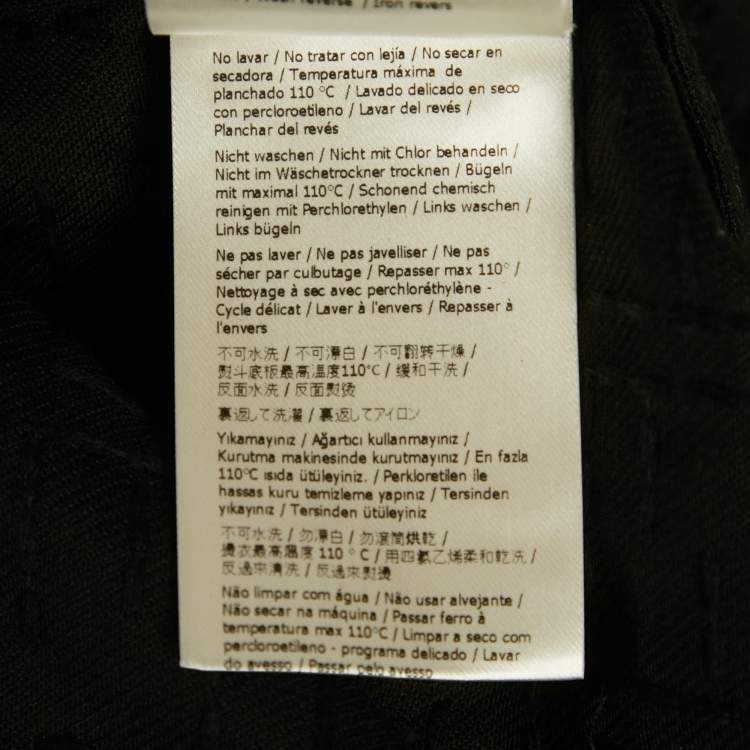 Wash reverse / Iron revers
No lavar / No tratar con lejía / No secar en
secadora / Temperatura máxima de
planchado 110 °C / Lavado delicado en seco
con percloroetileno / Lavar del revés /
Planchar del revés
Nicht waschen / Nicht mit Chlor behandeln /
Nicht im Wäschetrockner trocknen / Bügeln
mit maximal 110°C / Schonend chemisch
reinigen mit Perchlorethylen / Links waschen /
Links bügeln
Ne pas laver / Ne pas javelliser / Ne pas
sécher par culbutage / Repasser max 110° /
Nettoyage à sec avec perchloréthylène -
Cycle délicat / Laver à l'envers / Repasser à
l'envers
不可水洗 / 不可漂白 / 不可翻转干燥 /
熨斗底板最高温度110°C / 缓和干洗 /
反面水洗 / 反面熨烫
裏返して洗濯 / 裏返してアイロン
Yıkamayınız / Ağartıcı kullanmayınız /
Kurutma makinesinde kurutmayınız / En fazla
110°C ısıda ütüleyiniz. / Perkloretilen ile
hassas kuru temizleme yapınız / Tersinden
yıkayınız / Tersinden ütüleyiniz
不可水洗 / 勿漂白 / 勿滾筒烘乾 /
燙衣最高溫度 110 ° C / 用四氯乙烯柔和乾洗 /
反過來清洗 / 反過來熨燙
Não limpar com água / Não usar alvejante /
Não secar na máquina / Passar ferro à
temperatura max 110°C / Limpar a seco com
percloroetileno - programa delicado / Lavar
do avesso / Passar pelo avesso